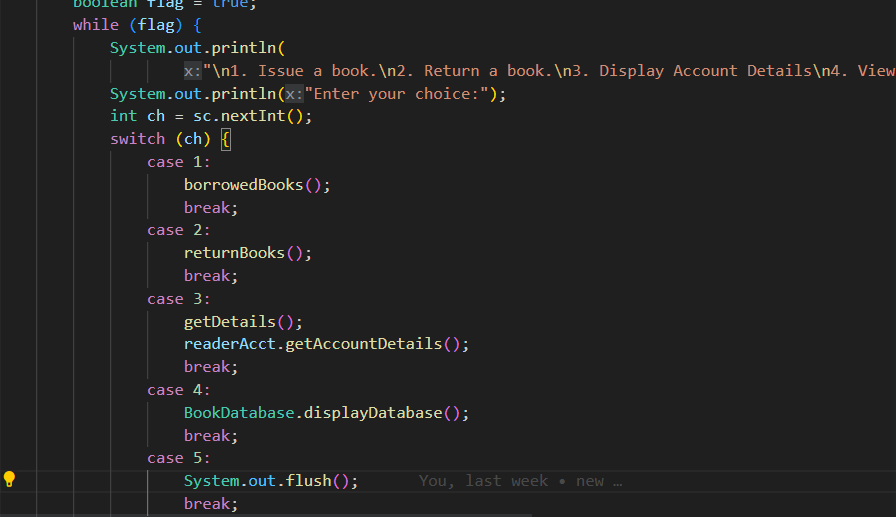 boolean flag = true;
while (flag) {
System.out.println(
x:"\n1. Issue a book.\n2. Return a book.\n3. Display Account Details\n4. View
System.out.println(x:"Enter your choice:");
int ch = sc.nextInt();
switch (ch) {
case 1:
borrowedBooks();
break;
case 2:
returnBooks();
break;
case 3:
getDetails();
readerAcct.getAccountDetails();
break;
case 4:
BookDatabase.displayDatabase();
break;
case 5:
System.out.flush(); You, last week • new …
break;